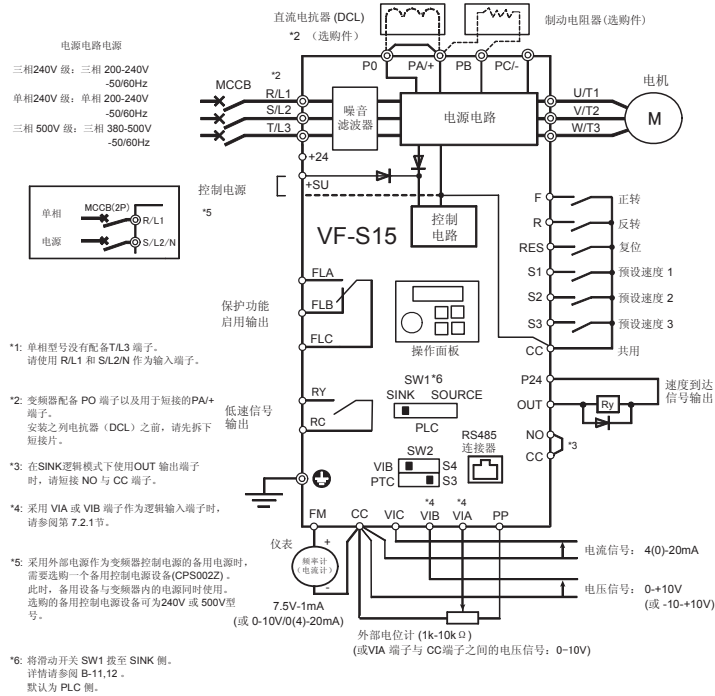 直流电抗器 (DCL)
*2 （选购件）
制动电阻器(选购件)
电源电路电源
三相240V 级：三相 200-240V
-50/60Hz
单相240V 级：单相 200-240V
-50/60Hz
三相 500V 级：三相 380-500V
-50/60Hz
P0 PA/+ PB PC/-
MCCB
*2
R/L1
S/L2
T/L3
噪音
滤波器
电源电路
U/T1
V/T2
W/T3
电机
M
+24
+SU
控制电源
*5
控制
电路
VF-S15
单相
电源
MCCB(2P)
R/L1
S/L2/N
F 正转
R 反转
RES 复位
S1 预设速度 1
S2 预设速度 2
S3 预设速度 3
CC 共用
FLA
FLB
FLC
保护功能
启用输出
操作面板
P24
OUT
Ry
速度到达
信号输出
NO
CC
*3
RY
RC
低速信号
输出
SW1*6
SINK SOURCE
PLC
SW2
VIB S4
PTC S3
RS485
连接器
*4 *4
FM CC VIC VIB VIA PP
仪表
+
频率计
（电流计）
-
7.5V-1mA
(或 0-10V/0(4)-20mA)
电流信号：4(0)-20mA
电压信号：0-+10V
(或 -10-+10V)
外部电位计 (1k-10kΩ)
(或VIA 端子与 CC端子之间的电压信号：0-10V)
*1: 单相型号没有配备T/L3 端子。
请使用 R/L1 和 S/L2/N 作为输入端子。
*2: 变频器配备 PO 端子以及用于短接的PA/+
端子。
安装之列电抗器（DCL）之前，请先拆下
短接片。
*3: 在SINK逻辑模式下使用OUT 输出端子
时，请短接 NO 与 CC 端子。
*4: 采用 VIA 或 VIB 端子作为逻辑输入端子时，
请参阅第 7.2.1节。
*5: 采用外部电源作为变频器控制电源的备用电源时，
需要选购一个备用控制电源设备(CPS002Z) 。
此时，备用设备与变频器内的电源同时使用。
选购的备用控制电源设备可为240V 或 500V型
号。
*6: 将滑动开关 SW1 拨至 SINK 侧。
详情请参阅 B-11,12 。
默认为 PLC 侧。